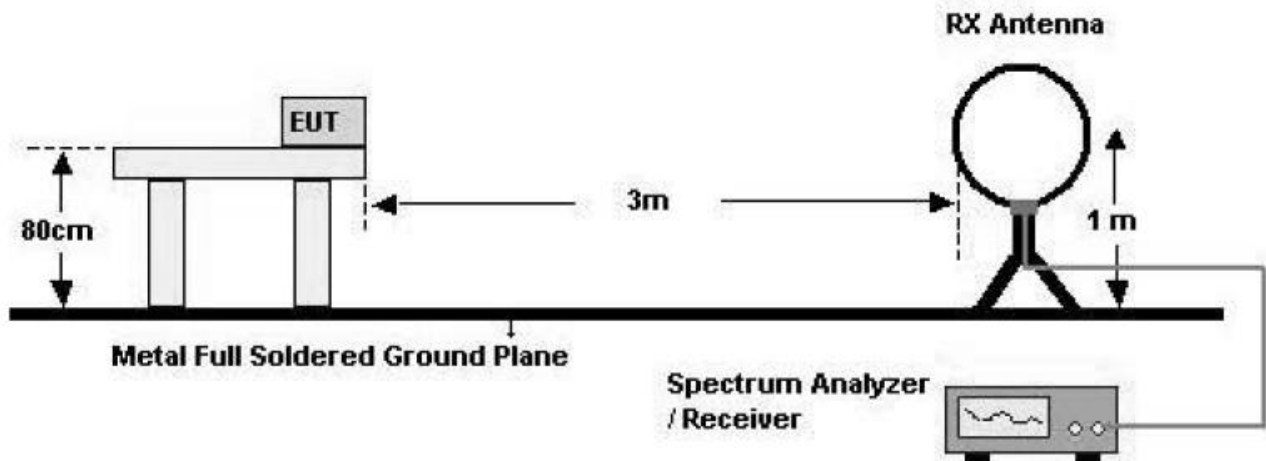 RX Antenna
EUT
80cm
3m
1 m
Metal Full Soldered Ground Plane
Spectrum Analyzer
/ Receiver